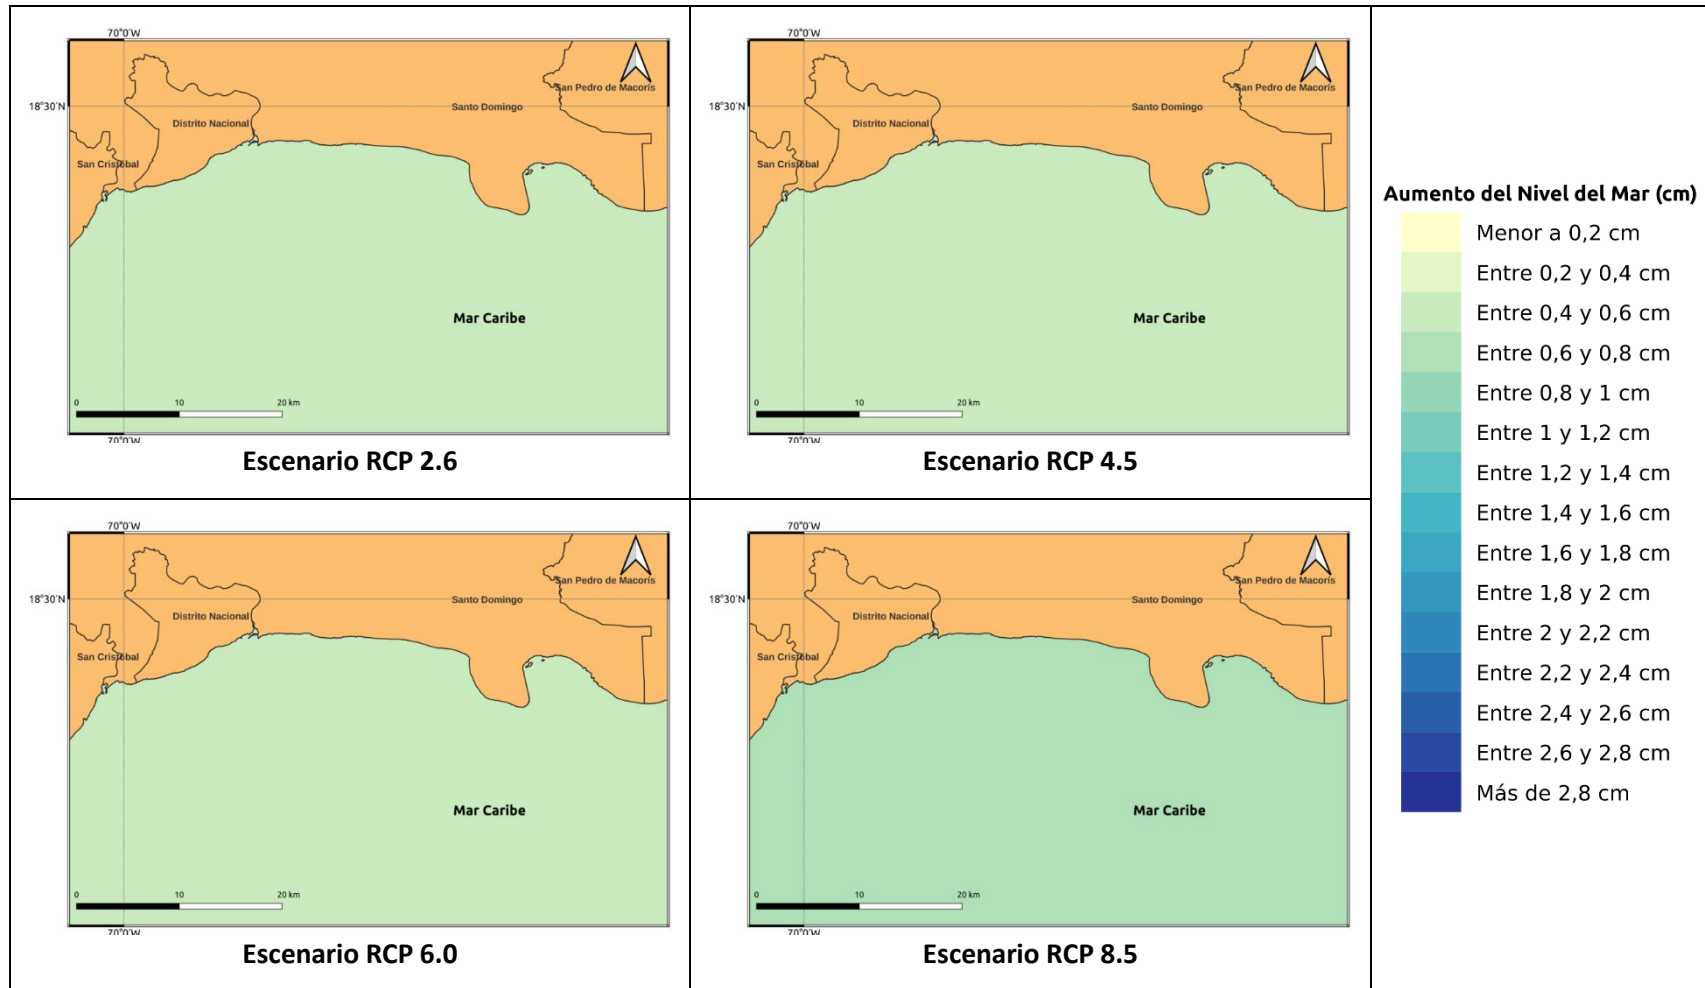 70°0'W
18°30'N
San Pedro de Macorís
Santo Domingo
Distrito Nacional
San Cristóbal
Mar Caribe
0 10 20 km
70°0'W
Escenario RCP 2.6
70°0'W
18°30'N
San Pedro de Macorís
Santo Domingo
Distrito Nacional
San Cristóbal
Mar Caribe
0 10 20 km
70°0'W
Escenario RCP 4.5
70°0'W
18°30'N
San Pedro de Macorís
Santo Domingo
Distrito Nacional
San Cristóbal
Mar Caribe
0 10 20 km
70°0'W
Escenario RCP 6.0
70°0'W
18°30'N
San Pedro de Macorís
Santo Domingo
Distrito Nacional
San Cristóbal
Mar Caribe
0 10 20 km
70°0'W
Escenario RCP 8.5
Aumento del Nivel del Mar (cm)
Menor a 0,2 cm
Entre 0,2 y 0,4 cm
Entre 0,4 y 0,6 cm
Entre 0,6 y 0,8 cm
Entre 0,8 y 1 cm
Entre 1 y 1,2 cm
Entre 1,2 y 1,4 cm
Entre 1,4 y 1,6 cm
Entre 1,6 y 1,8 cm
Entre 1,8 y 2 cm
Entre 2 y 2,2 cm
Entre 2,2 y 2,4 cm
Entre 2,4 y 2,6 cm
Entre 2,6 y 2,8 cm
Más de 2,8 cm